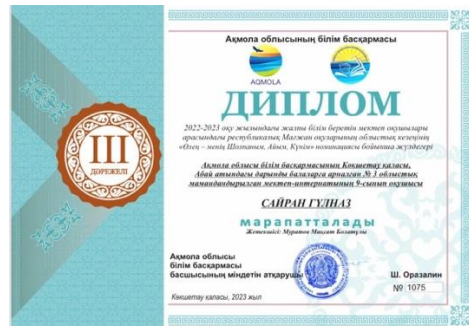 Ақмола облысының білім басқармасы
AQMOLA
ДИПЛОМ
III
ДӘРЕЖЕЛІ
2022-2023 оқу жылындағы жалпы білім беретін мектеп оқушылары
арасындағы республикалық Мағжан оқуларының облыстық кезеңінің
«Өлең – менің Шолпаным, Айым, Күнім» номинациясы бойынша жүлдегері
Ақмола облысы білім басқармасының Көкшетау қаласы,
Абай атындағы дарынды балаларға арналған № 3 облыстық
мамандандырылған мектеп-интернатының 9-сынып оқушысы
САЙРАН ГҮЛНАЗ
марапатталады
Жетекшісі: Муратов Мақсат Болатұлы
Ақмола облысы
білім басқармасы
басшысының міндетін атқарушы
Ш. Оразалин
№ 1075
Көкшетау қаласы, 2023 жыл